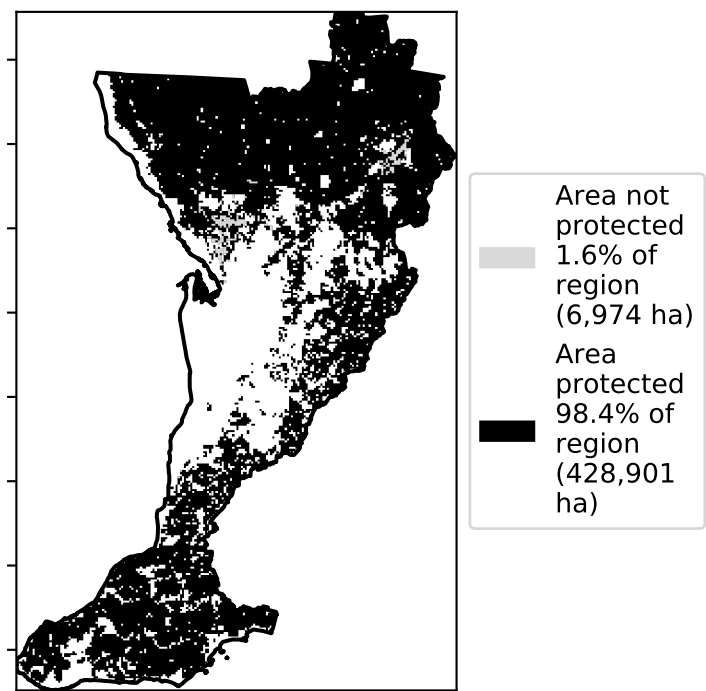 Area not
protected
1.6% of
region
(6,974 ha)
Area
protected
98.4% of
region
(428,901
ha)